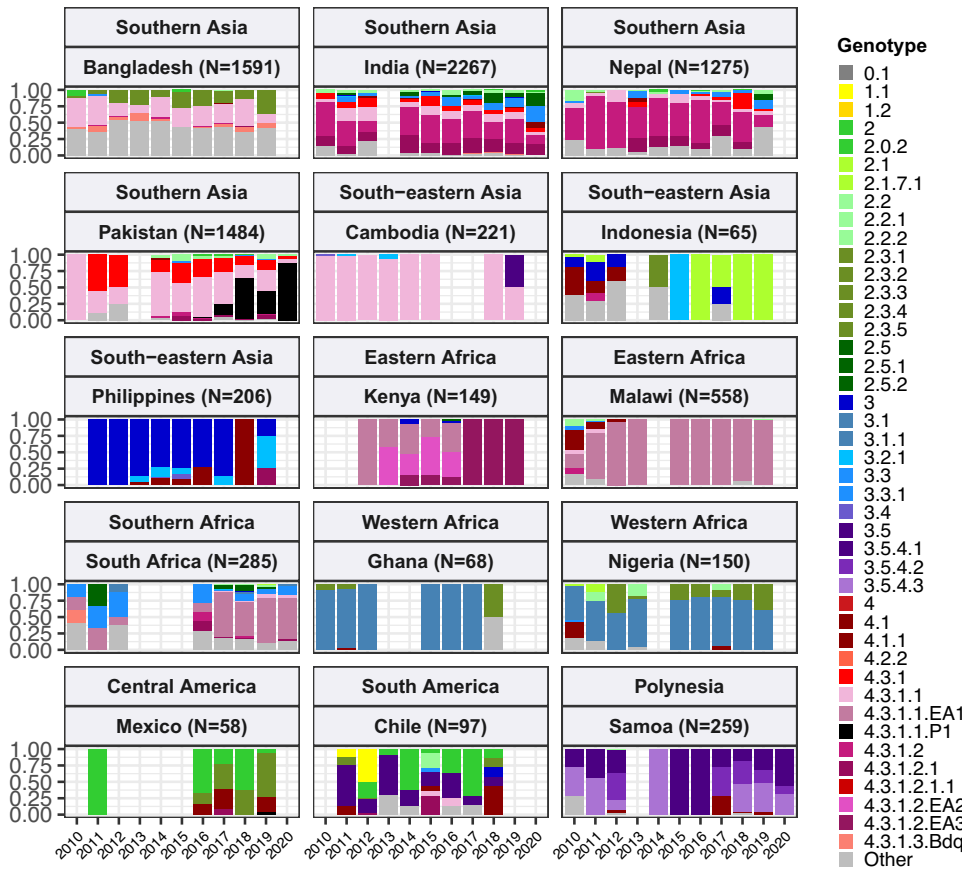 Southern Asia
Southern Asia
Southern Asia
Bangladesh (N=1591)
India (N=2267)
Nepal (N=1275)
1.00
0.75
0.50
0.25
0.00
Southern Asia
South−eastern Asia
South−eastern Asia
Pakistan (N=1484)
Cambodia (N=221)
Indonesia (N=65)
1.00
0.75
0.50
0.25
0.00
South−eastern Asia
Eastern Africa
Eastern Africa
Philippines (N=206)
Kenya (N=149)
Malawi (N=558)
1.00
0.75
0.50
0.25
0.00
Southern Africa
Western Africa
Western Africa
South Africa (N=285)
Ghana (N=68)
Nigeria (N=150)
1.00
0.75
0.50
0.25
0.00
Central America
South America
Polynesia
Mexico (N=58)
Chile (N=97)
Samoa (N=259)
1.00
0.75
0.50
0.25
0.00
2010 2011 2012 2013 2014 2015 2016 2017 2018 2019 2020
2010 2011 2012 2013 2014 2015 2016 2017 2018 2019 2020
2010 2011 2012 2013 2014 2015 2016 2017 2018 2019 2020
Genotype
0.1
1.1
1.2
2
2.0.2
2.1
2.1.7.1
2.2
2.2.1
2.2.2
2.3.1
2.3.2
2.3.3
2.3.4
2.3.5
2.5
2.5.1
2.5.2
3
3.1
3.1.1
3.2.1
3.3
3.3.1
3.4
3.5
3.5.4.1
3.5.4.2
3.5.4.3
4
4.1
4.1.1
4.2.2
4.3.1
4.3.1.1
4.3.1.1.EA1
4.3.1.1.P1
4.3.1.2
4.3.1.2.1
4.3.1.2.1.1
4.3.1.2.EA2
4.3.1.2.EA3
4.3.1.3.Bdq
Other